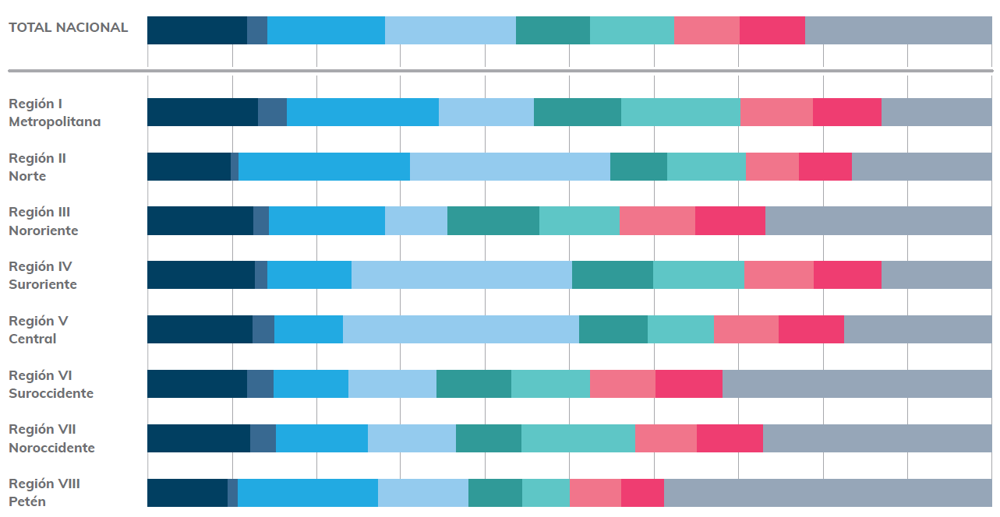 TOTAL NACIONAL
Región I
Metropolitana
Región II
Norte
Región III
Nororiente
Región IV
Suroriente
Región V
Central
Región VI
Suroccidente
Región VII
Noroccidente
Región VIII
Petén